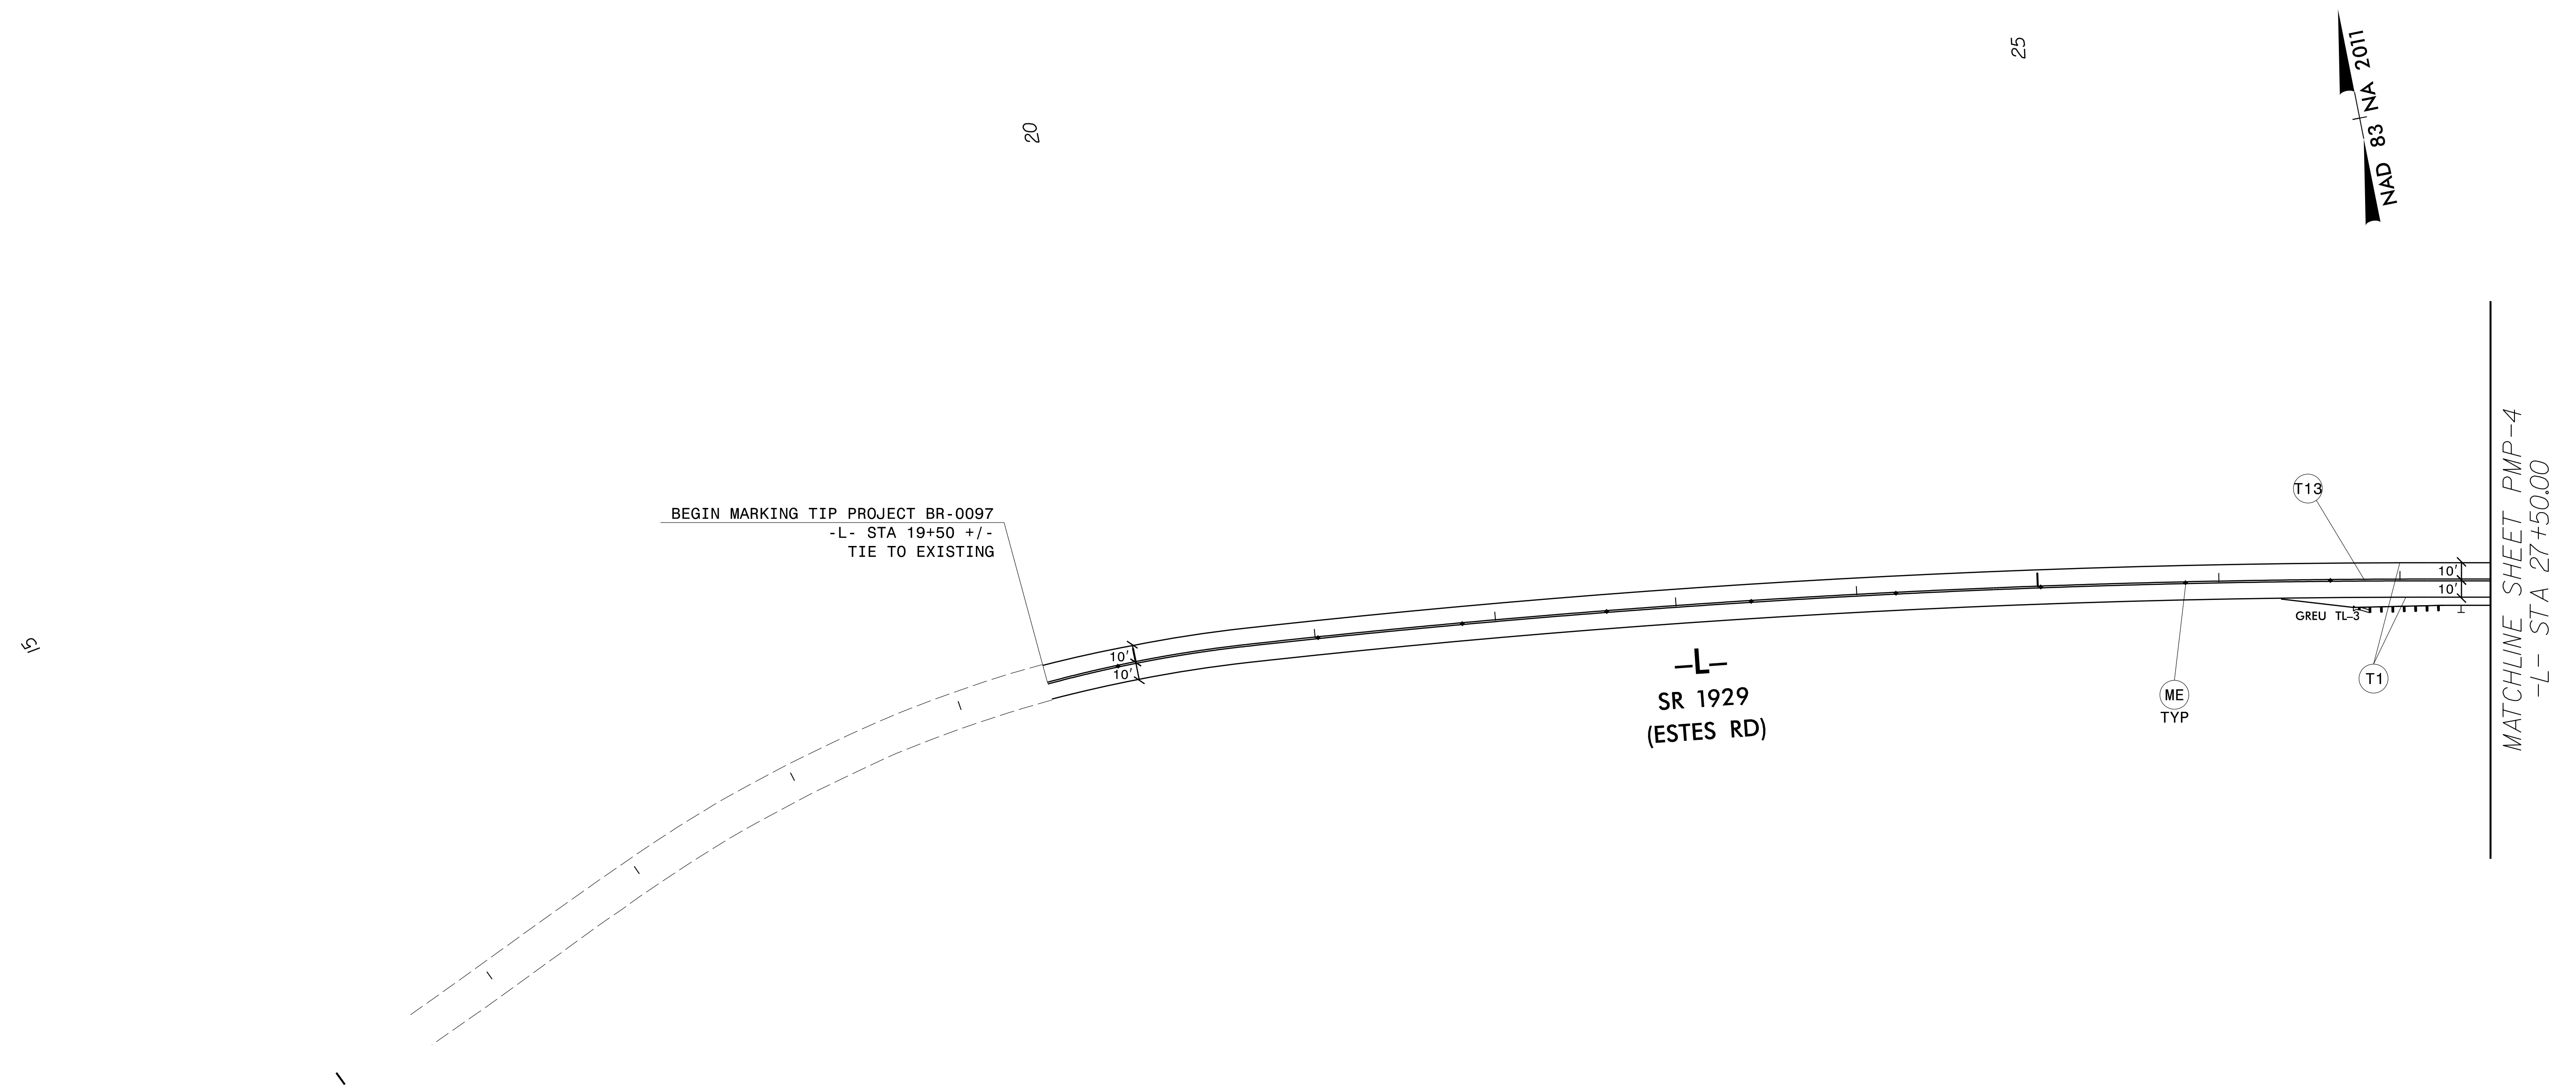 25
NAD 83 NA 2011
20
MATCHLINE SHEET PMP-4
-L- STA 27+50.00
T13
BEGIN MARKING TIP PROJECT BR-0097
-L- STA 19+50 +/-
TIE TO EXISTING
10'
10'
GREU TL-3
10'
10'
15
-L-
SR 1929
(ESTES RD)
ME
TYP
T1